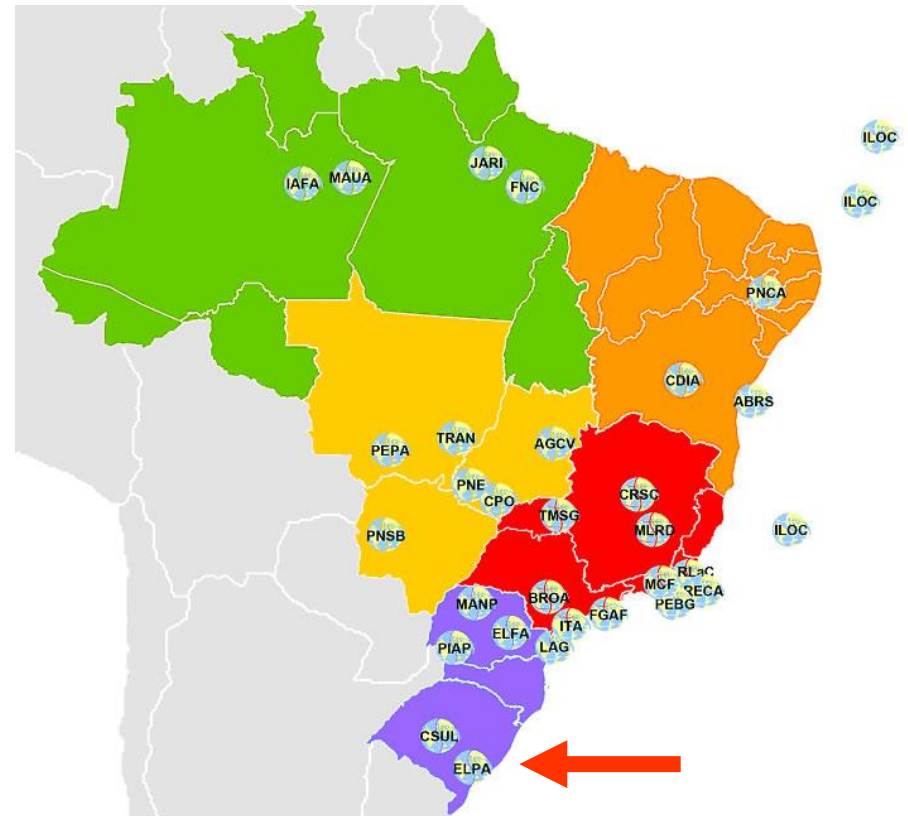 ILOC
JARI
IAFA
MAUA
FNC
ILOC
PNCA
CDIA
ABRS
TRAN
AGCV
PEPA
PNE
CPO
CRSC
TMSG
MLRD
ILOC
PNSB
RLaC
MCF
RECA
BROA
MANP
PEBG
FGAF
ITA
ELFA
PIAP
LAG
CSUL
ELPA